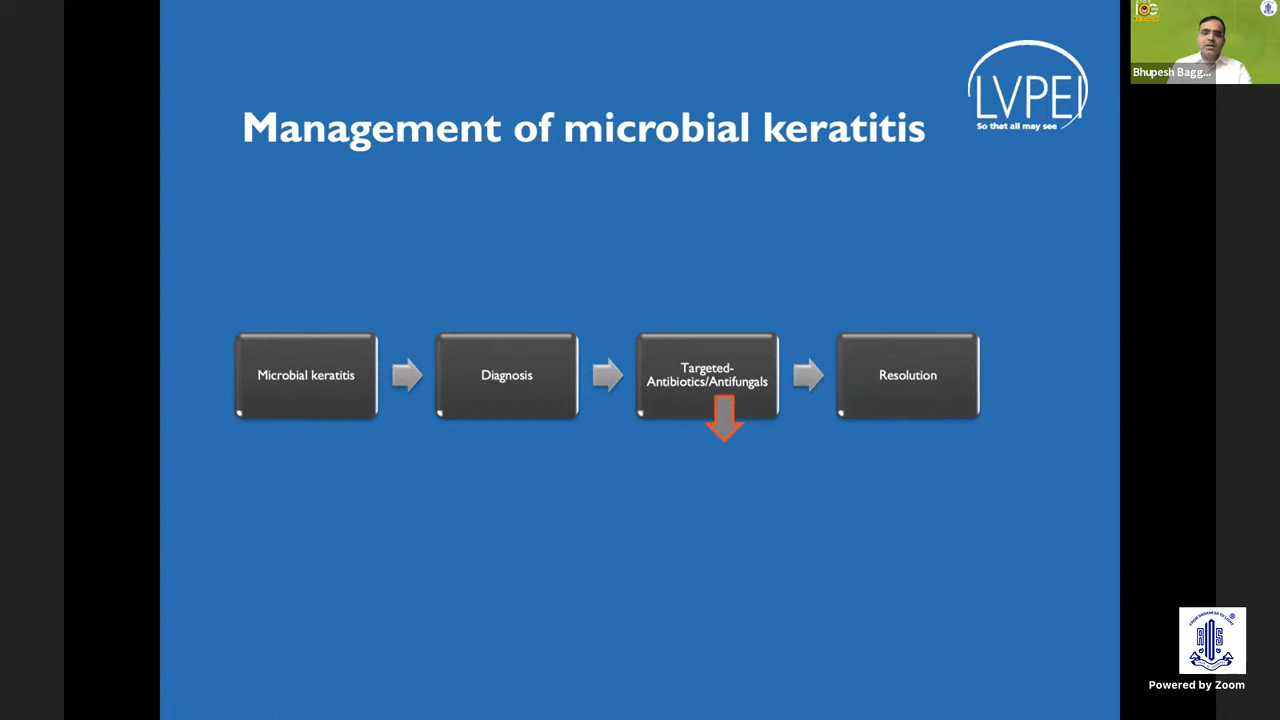 Management of microbial keratitis
LVPEI
So that all may see
Microbial keratitis
Diagnosis
Targeted-
Antibiotics/Antifungals
Resolution
Bhupesh Bagg...
Powered by Zoom